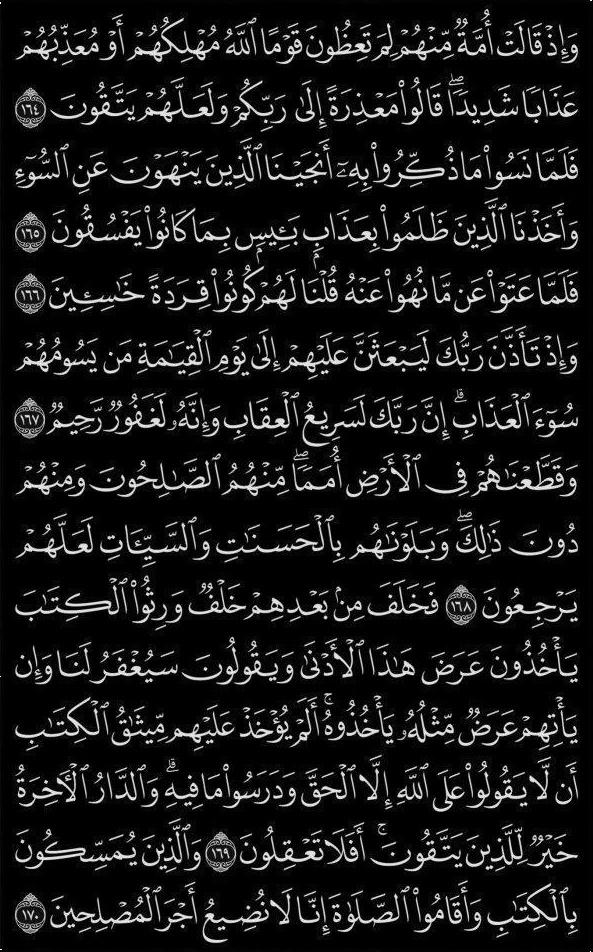 وَإِذۡ قَالَتۡ أُمَّةٞ مِّنۡهُمۡ لِمَ تَعِظُونَ قَوۡمًا ٱللَّهُ مُهۡلِكُهُمۡ أَوۡ مُعَذِّبُهُمۡ
عَذَابٗا شَدِيدٗاۖ قَالُواْ مَعۡذِرَةً إِلَىٰ رَبِّكُمۡ وَلَعَلَّهُمۡ يَتَّقُونَ ١٦٤
فَلَمَّا نَسُواْ مَا ذُكِّرُواْ بِهِۦٓ أَنجَيۡنَا ٱلَّذِينَ يَنۡهَوۡنَ عَنِ ٱلسُّوٓءِ
وَأَخَذۡنَا ٱلَّذِينَ ظَلَمُواْ بِعَذَابِۭ بَـِٔيسِۭ بِمَا كَانُواْ يَفۡسُقُونَ ١٦٥
فَلَمَّا عَتَوۡاْ عَن مَّا نُهُواْ عَنۡهُ قُلۡنَا لَهُمۡ كُونُواْ قِرَدَةً خَٰسِـِٔينَ ١٦٦
وَإِذۡ تَأَذَّنَ رَبُّكَ لَيَبۡعَثَنَّ عَلَيۡهِمۡ إِلَىٰ يَوۡمِ ٱلۡقِيَٰمَةِ مَن يَسُومُهُمۡ
سُوٓءَ ٱلۡعَذَابِۗ إِنَّ رَبَّكَ لَسَرِيعُ ٱلۡعِقَابِ وَإِنَّهُۥ لَغَفُورٞ رَّحِيمٞ ١٦٧
وَقَطَّعۡنَٰهُمۡ فِي ٱلۡأَرۡضِ أُمَمٗاۖ مِّنۡهُمُ ٱلصَّٰلِحُونَ وَمِنۡهُمۡ
دُونَ ذَٰلِكَۖ وَبَلَوۡنَٰهُم بِٱلۡحَسَنَٰتِ وَٱلسَّيِّـَٔاتِ لَعَلَّهُمۡ
يَرۡجِعُونَ ١٦٨ فَخَلَفَ مِنۢ بَعۡدِهِمۡ خَلۡفٞ وَرِثُواْ ٱلۡكِتَٰبَ
يَأۡخُذُونَ عَرَضَ هَٰذَا ٱلۡأَدۡنَىٰ وَيَقُولُونَ سَيُغۡفَرُ لَنَا وَإِن
يَأۡتِهِمۡ عَرَضٞ مِّثۡلُهُۥ يَأۡخُذُوهُۚ أَلَمۡ يُؤۡخَذۡ عَلَيۡهِم مِّيثَٰقُ ٱلۡكِتَٰبِ
أَن لَّا يَقُولُواْ عَلَى ٱللَّهِ إِلَّا ٱلۡحَقَّ وَدَرَسُواْ مَا فِيهِۗ وَٱلدَّارُ ٱلۡأٓخِرَةُ
خَيۡرٞ لِّلَّذِينَ يَتَّقُونَۚ أَفَلَا تَعۡقِلُونَ ١٦٩ وَٱلَّذِينَ يُمَسِّكُونَ
بِٱلۡكِتَٰبِ وَأَقَامُواْ ٱلصَّلَوٰةَ إِنَّا لَا نُضِيعُ أَجۡرَ ٱلۡمُصۡلِحِينَ ١٧٠